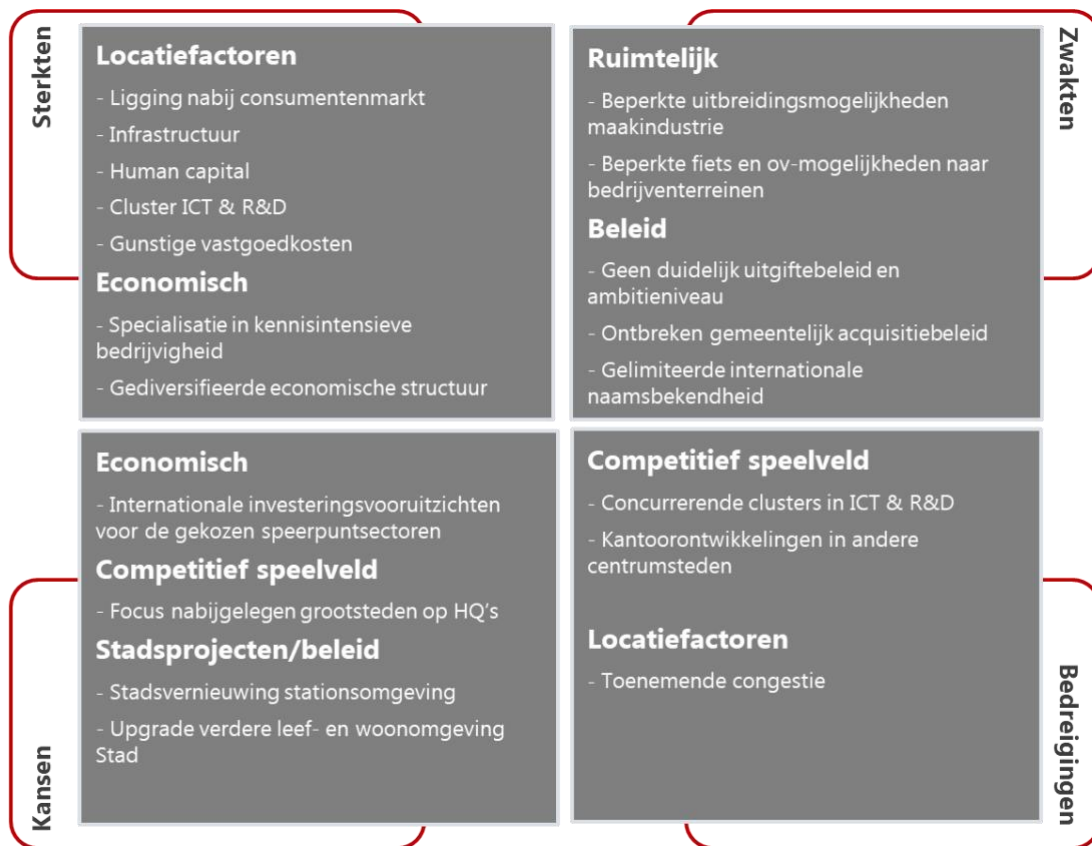 Sterkten
Locatiefactoren
- Ligging nabij consumentenmarkt
- Infrastructuur
- Human capital
- Cluster ICT & R&D
- Gunstige vastgoedkosten
Economisch
- Specialisatie in kennisintensieve
bedrijvigheid
- Gediversifieerde economische structuur
Zwakten
Ruimtelijk
- Beperkte uitbreidingsmogelijkheden
maakindustrie
- Beperkte fiets en ov-mogelijkheden naar
bedrijventerreinen
Beleid
- Geen duidelijk uitgiftebeleid en
ambitieniveau
- Ontbreken gemeentelijk acquisitiebeleid
- Gelimiteerde internationale
naamsbekendheid
Kansen
Economisch
- Internationale investeringsvooruitzichten
voor de gekozen speerpuntsectoren
Competitief speelveld
- Focus nabijgelegen grootsteden op HQ's
Stadsprojecten/beleid
- Stadsvernieuwing stationsomgeving
- Upgrade verdere leef- en woonomgeving
Stad
Bedreigingen
Competitief speelveld
- Concurrerende clusters in ICT & R&D
- Kantoorontwikkelingen in andere
centrumsteden
Locatiefactoren
- Toenemende congestie